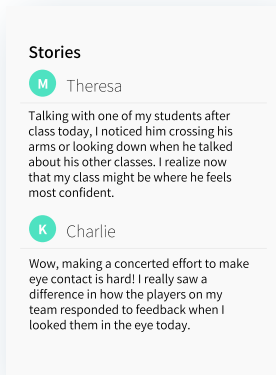 Stories
M Theresa
Talking with one of my students after
class today, I noticed him crossing his
arms or looking down when he talked
about his other classes. I realize now
that my class might be where he feels
most confident.
K Charlie
Wow, making a concerted effort to make
eye contact is hard! I really saw a
difference in how the players on my
team responded to feedback when I
looked them in the eye today.